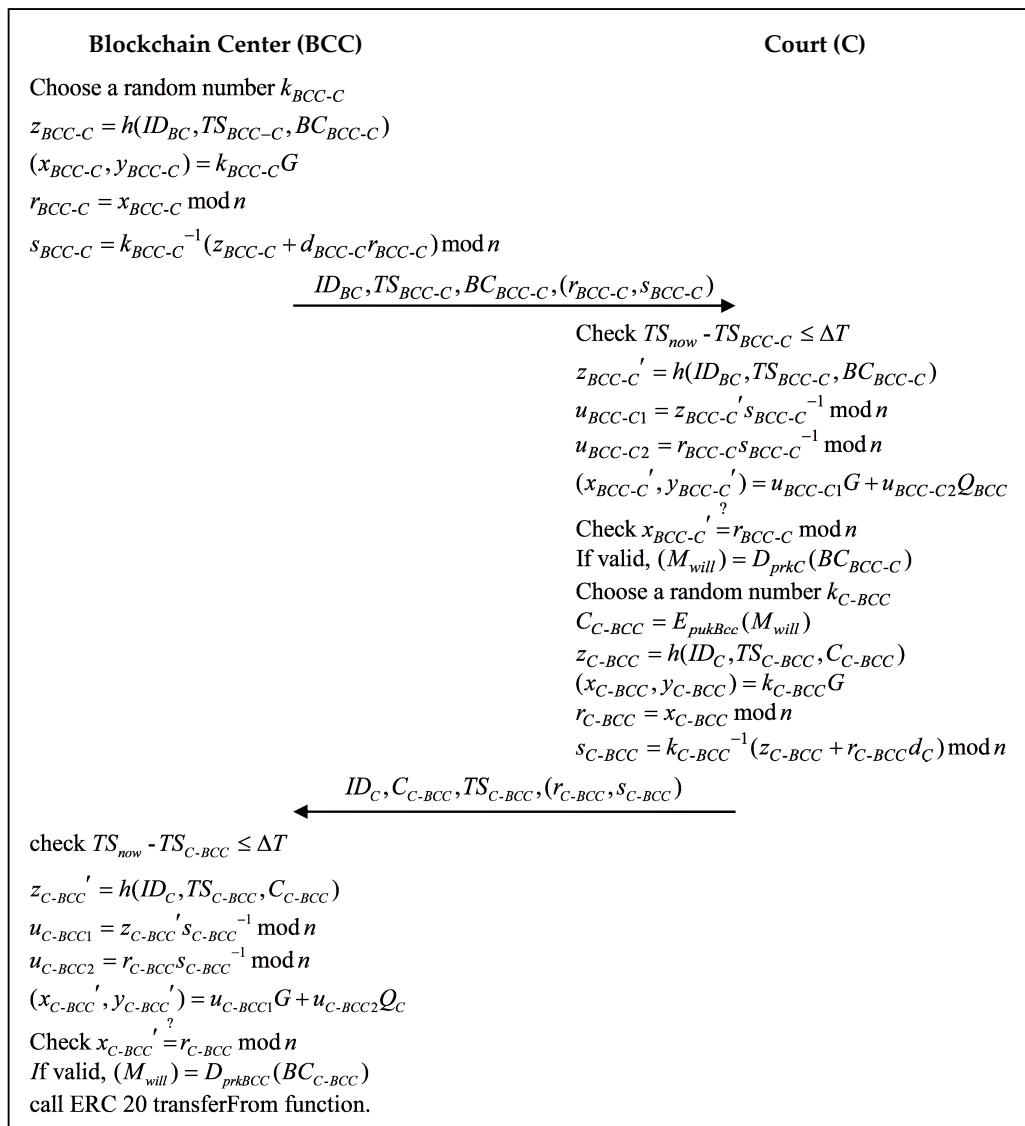 Blockchain Center (BCC)
Court (C)
Choose a random number k_{BCC-C}
z_{BCC-C} = h(ID_{BC}, TS_{BCC-C}, BC_{BCC-C})
(x_{BCC-C}, y_{BCC-C}) = k_{BCC-C}G
r_{BCC-C} = x_{BCC-C} mod n
s_{BCC-C} = k_{BCC-C}^{-1}(z_{BCC-C} + d_{BCC-C}r_{BCC-C}) mod n
ID_{BC}, TS_{BCC-C}, BC_{BCC-C}, (r_{BCC-C}, s_{BCC-C})
Check TS_{now} - TS_{BCC-C} ≤ ΔT
z_{BCC-C}' = h(ID_{BC}, TS_{BCC-C}, BC_{BCC-C})
u_{BCC-C1} = z_{BCC-C}'s_{BCC-C}^{-1} mod n
u_{BCC-C2} = r_{BCC-C}s_{BCC-C}^{-1} mod n
(x_{BCC-C}', y_{BCC-C}') = u_{BCC-C1}G + u_{BCC-C2}Q_{BCC}
Check x_{BCC-C}' ≟ r_{BCC-C} mod n
If valid, (M_{will}) = D_{prkC}(BC_{BCC-C})
Choose a random number k_{C-BCC}
C_{C-BCC} = E_{pukBcc}(M_{will})
z_{C-BCC} = h(ID_C, TS_{C-BCC}, C_{C-BCC})
(x_{C-BCC}, y_{C-BCC}) = k_{C-BCC}G
r_{C-BCC} = x_{C-BCC} mod n
s_{C-BCC} = k_{C-BCC}^{-1}(z_{C-BCC} + r_{C-BCC}d_Ç) mod n
ID_C, C_{C-BCC}, TS_{C-BCC}, (r_{C-BCC}, s_{C-BCC})
check TS_{now} - TS_{C-BCC} ≤ ΔT
z_{C-BCC}' = h(ID_C, TS_{C-BCC}, C_{C-BCC})
u_{C-BCC1} = z_{C-BCC}'s_{C-BCC}^{-1} mod n
u_{C-BCC2} = r_{C-BCC}s_{C-BCC}^{-1} mod n
(x_{C-BCC}', y_{C-BCC}') = u_{C-BCC1}G + u_{C-BCC2}Q_C
Check x_{C-BCC}' ≟ r_{C-BCC} mod n
If valid, (M_{will}) = D_{prkBCC}(BC_{C-BCC})
call ERC 20 transferFrom function.